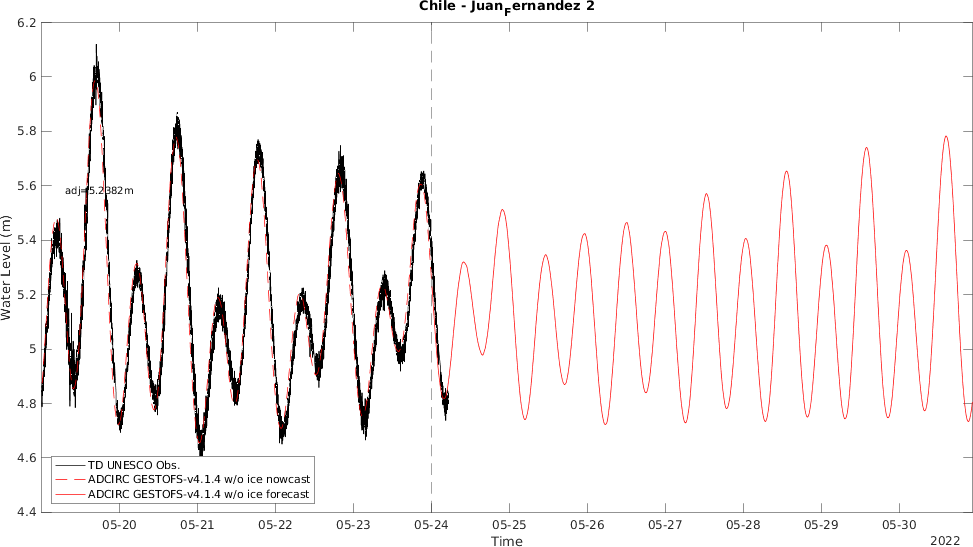 Chile - Juan_Fernandez 2
6.2
6
5.8
5.6
5.4
5.2
5
4.8
4.6
4.4
Water Level (m)
adj=5.2382m
TD UNESCO Obs.
ADCIRC GESTOFS-v4.1.4 w/o ice nowcast
ADCIRC GESTOFS-v4.1.4 w/o ice forecast
05-20 05-21 05-22 05-23 05-24 05-25 05-26 05-27 05-28 05-29 05-30
Time
2022